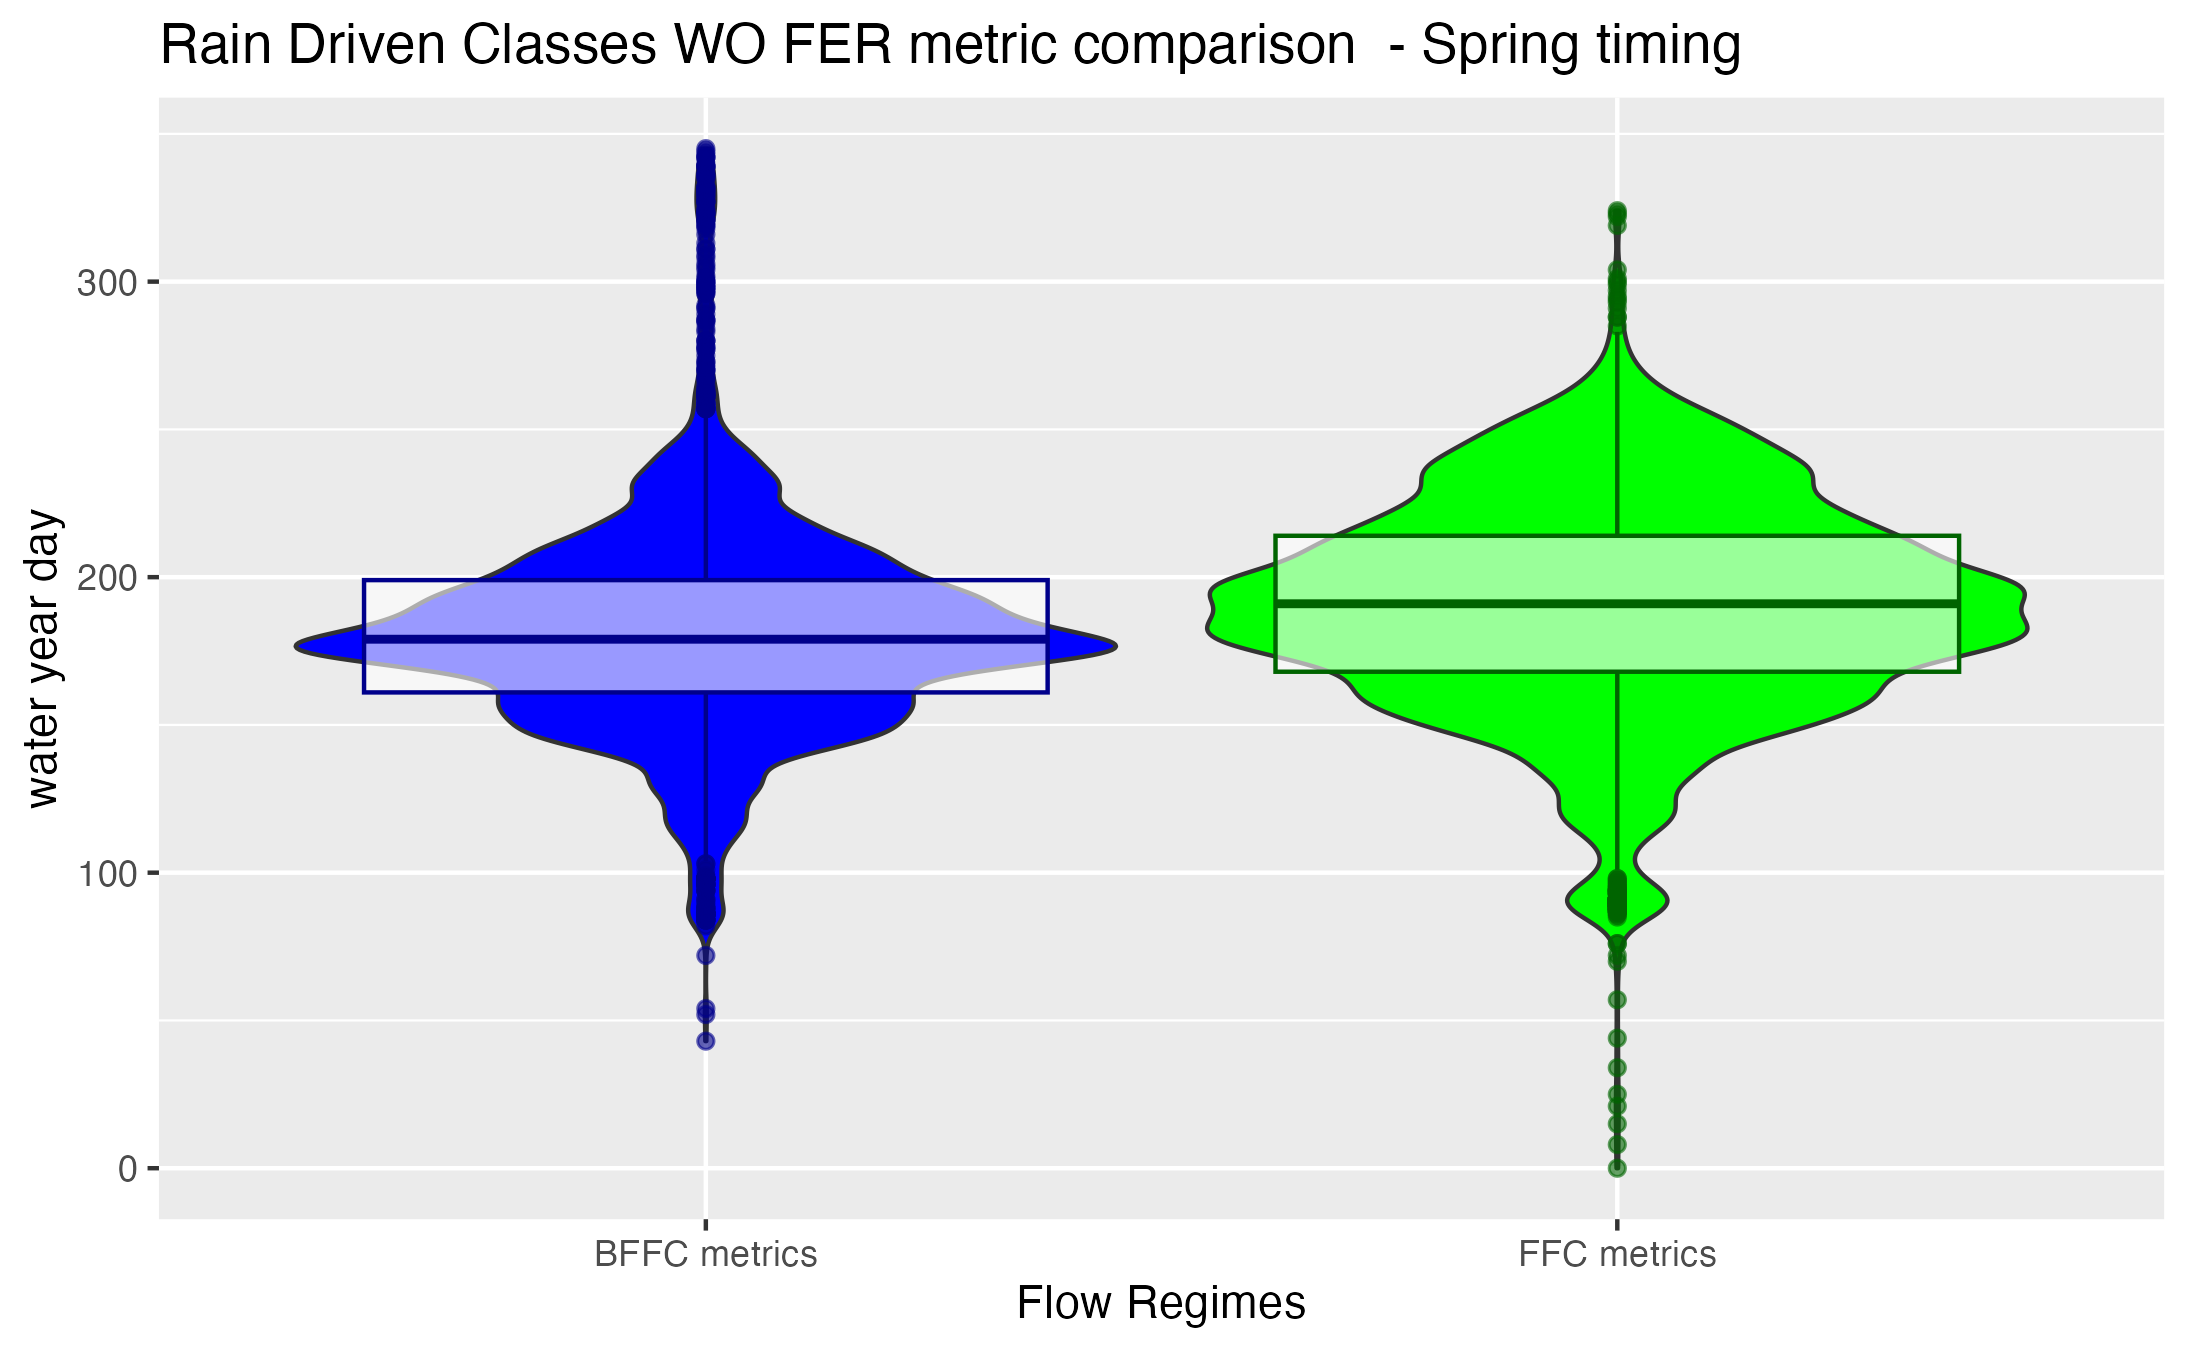 Rain Driven Classes WO FER metric comparison  - Spring timing
water year day
300
200
100
0
BFFC metrics
FFC metrics
Flow Regimes